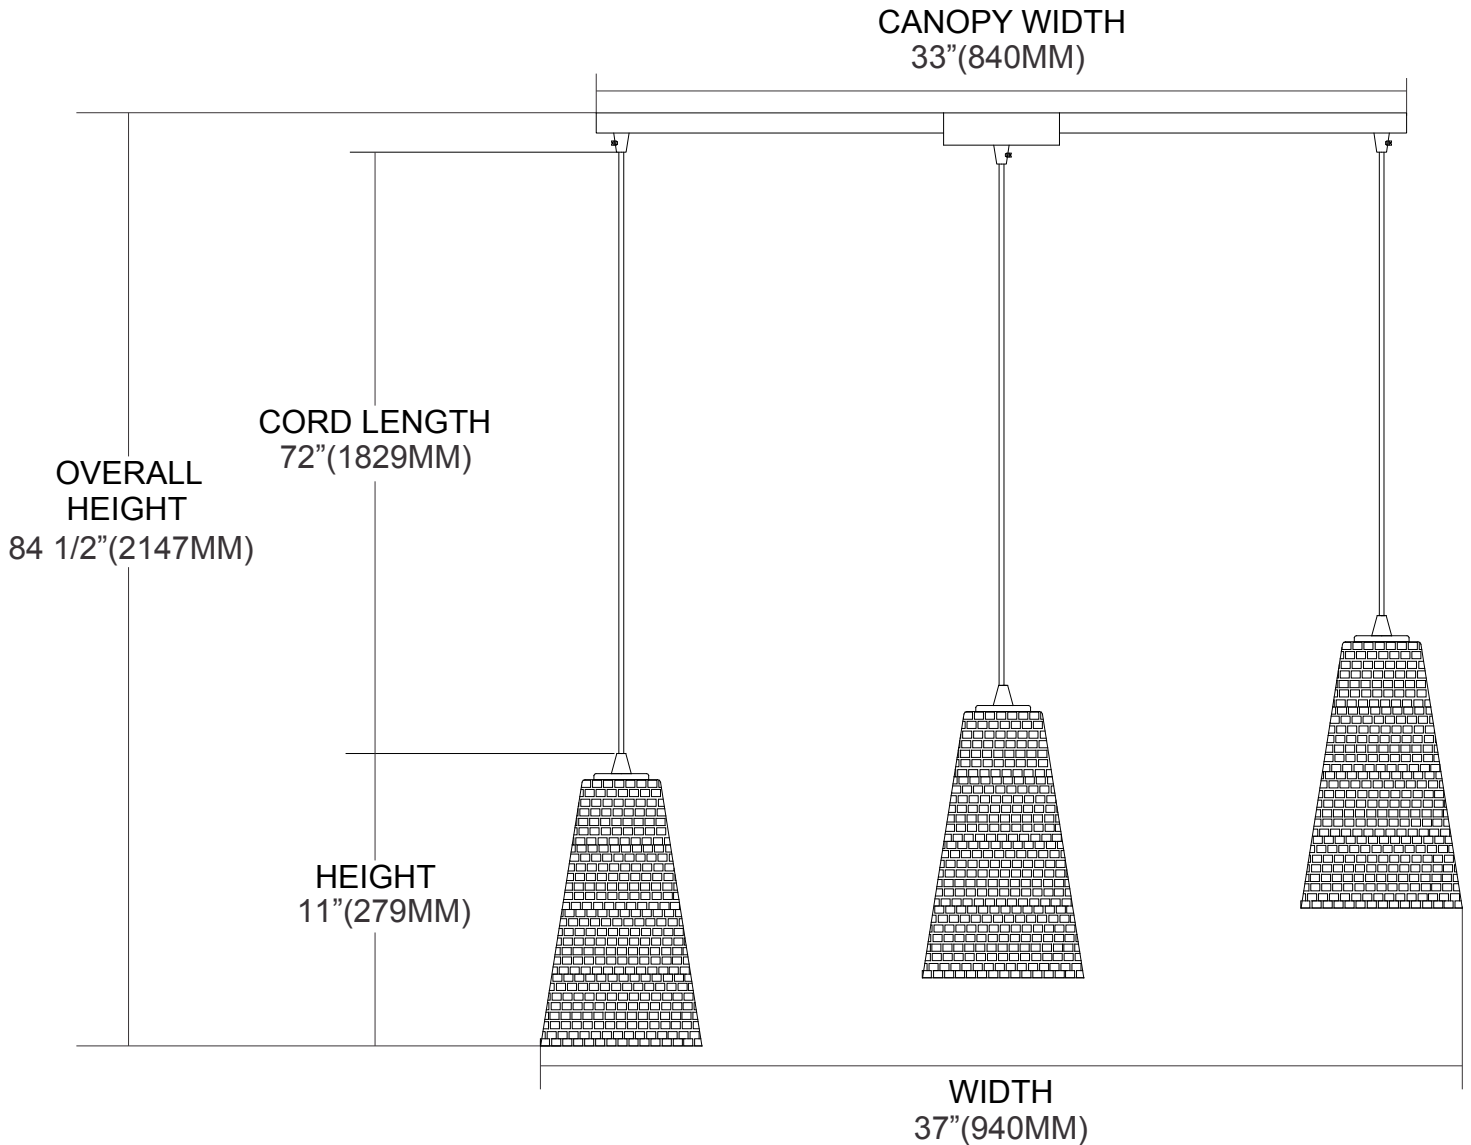 CANOPY WIDTH
33”(840MM)
CORD LENGTH
72”(1829MM)
OVERALL
HEIGHT
84 1/2”(2147MM)
HEIGHT
11”(279MM)
WIDTH
37”(940MM)